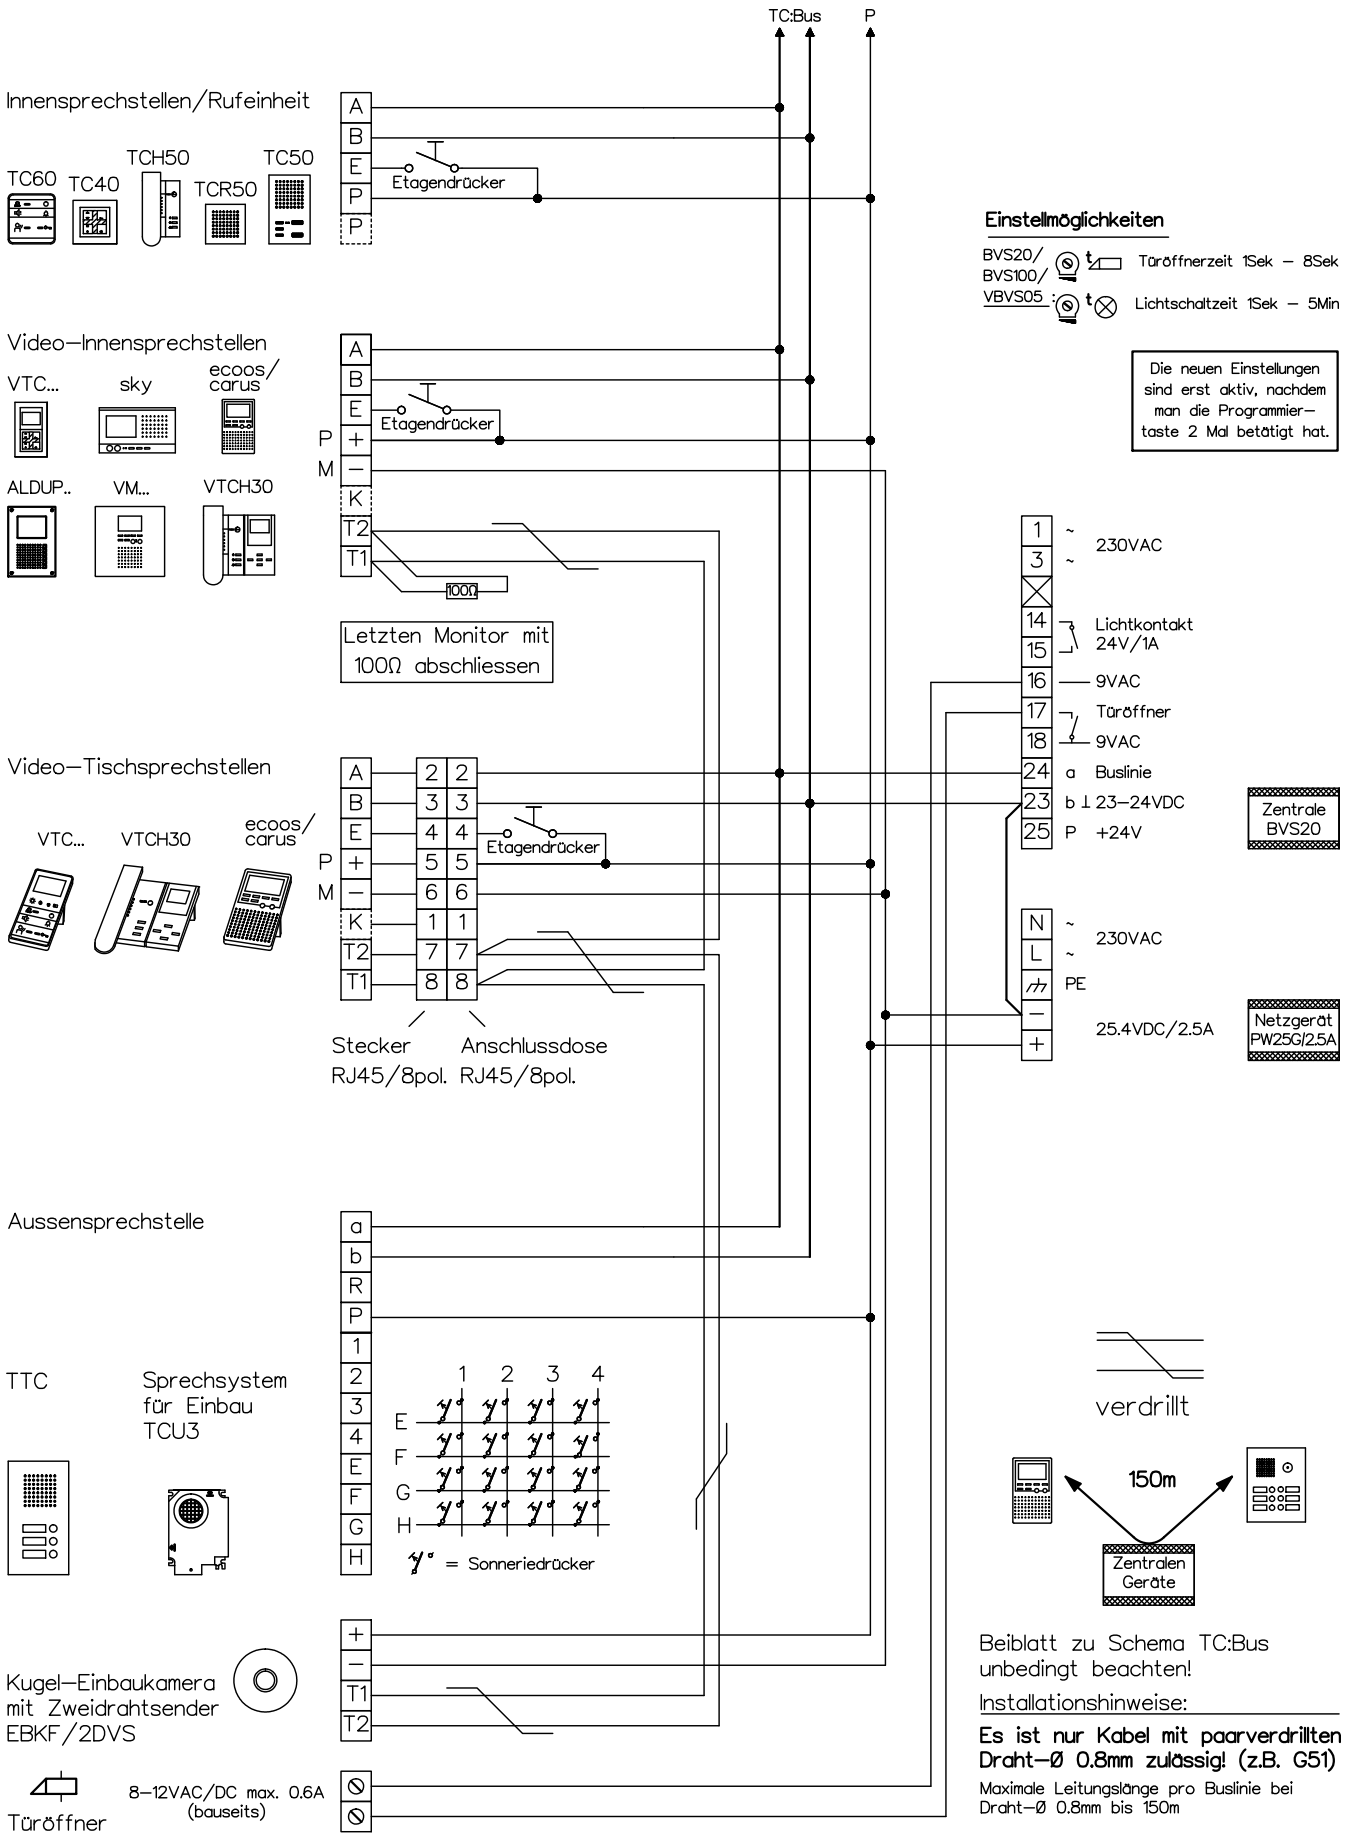 TC:Bus
P
Innensprechstellen/Rufeinheit
TC60
TC40
TCH50
TCR50
TC50
A
B
E
P
P
Etagendrücker
Einstellmöglichkeiten
BVS20/
BVS100/
VBVS05 :
t
Türöffnerzeit 1Sek – 8Sek
t
Lichtschaltzeit 1Sek – 5Min
Die neuen Einstellungen
sind erst aktiv, nachdem
man die Programmier–
taste 2 Mal betätigt hat.
Video–Innensprechstellen
VTC...
sky
ecoos/
carus
ALDUP..
VM...
VTCH30
A
B
E
P +
M –
K
T2
T1
Etagendrücker
100Ω
Letzten Monitor mit
100Ω abschliessen
1 ~
230VAC
3 ~
14
Lichtkontakt
24V/1A
15
16 9VAC
17 Türöffner
18 9VAC
24 a Buslinie
23 b ⊥ 23–24VDC
25 P +24V
Zentrale
BVS20
Video–Tischsprechstellen
VTC...
VTCH30
ecoos/
carus
A 2 2
B 3 3
E 4 4
P + 5 5
M – 6 6
K 1 1
T2 7 7
T1 8 8
Etagendrücker
Stecker
RJ45/8pol.
Anschlussdose
RJ45/8pol.
N ~
230VAC
L ~
PE
–
25.4VDC/2.5A
+
Netzgerät
PW25G/2.5A
Aussensprechstelle
TTC
Sprechsystem
für Einbau
TCU3
a
b
R
P
1
2
3
4
E
F
G
H
1 2 3 4
E
F
G
H
= Sonneriedrücker
verdrillt
150m
Zentralen
Geräte
Kugel–Einbaukamera
mit Zweidrahtsender
EBKF/2DVS
+
–
T1
T2
Türöffner
8–12VAC/DC max. 0.6A
(bauseits)
Beiblatt zu Schema TC:Bus
unbedingt beachten!
Installationshinweise:
Es ist nur Kabel mit paarverdrillten
Draht–Ø 0.8mm zulässig! (z.B. G51)
Maximale Leitungslänge pro Buslinie bei
Draht–Ø 0.8mm bis 150m